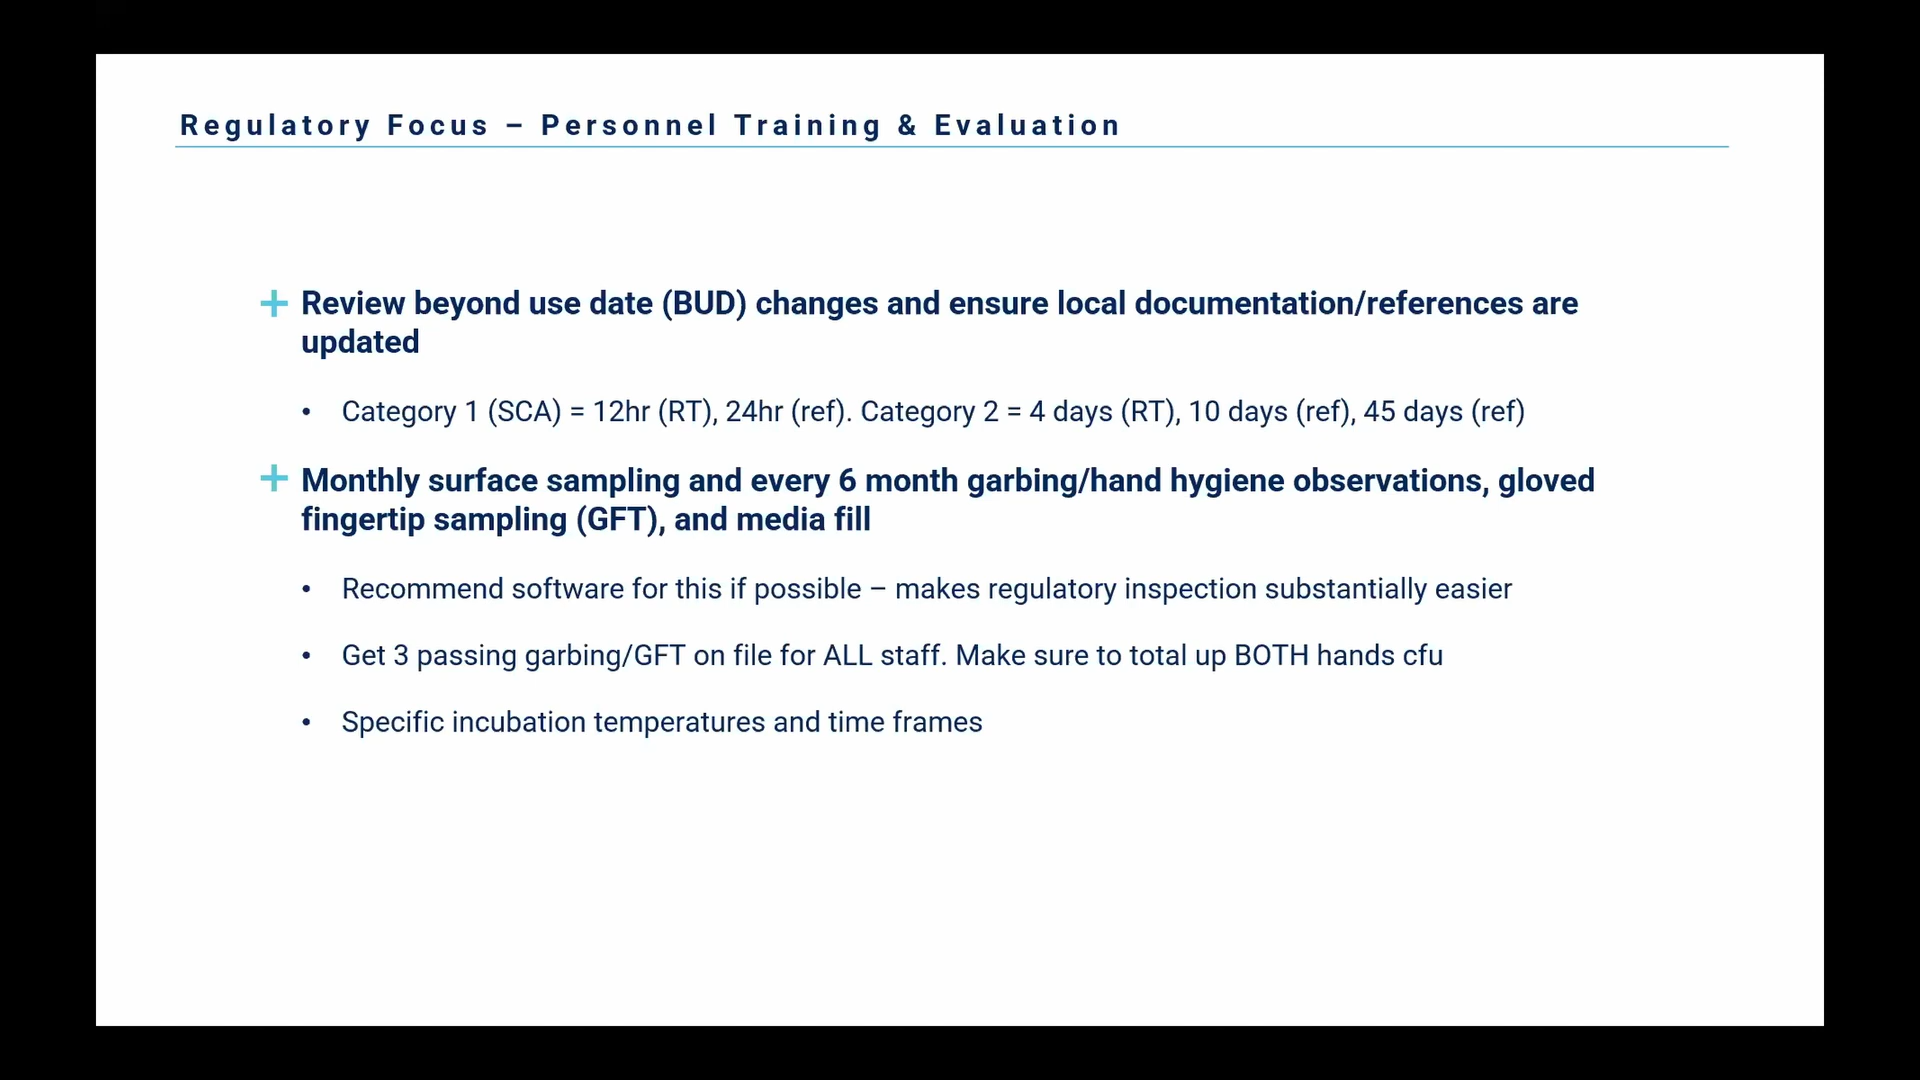 Regulatory Focus – Personnel Training & Evaluation
Review beyond use date (BUD) changes and ensure local documentation/references are
updated
• Category 1 (SCA) = 12hr (RT), 24hr (ref). Category 2 = 4 days (RT), 10 days (ref), 45 days (ref)
Monthly surface sampling and every 6 month garbing/hand hygiene observations, gloved
fingertip sampling (GFT), and media fill
• Recommend software for this if possible – makes regulatory inspection substantially easier
• Get 3 passing garbing/GFT on file for ALL staff. Make sure to total up BOTH hands cfu
• Specific incubation temperatures and time frames